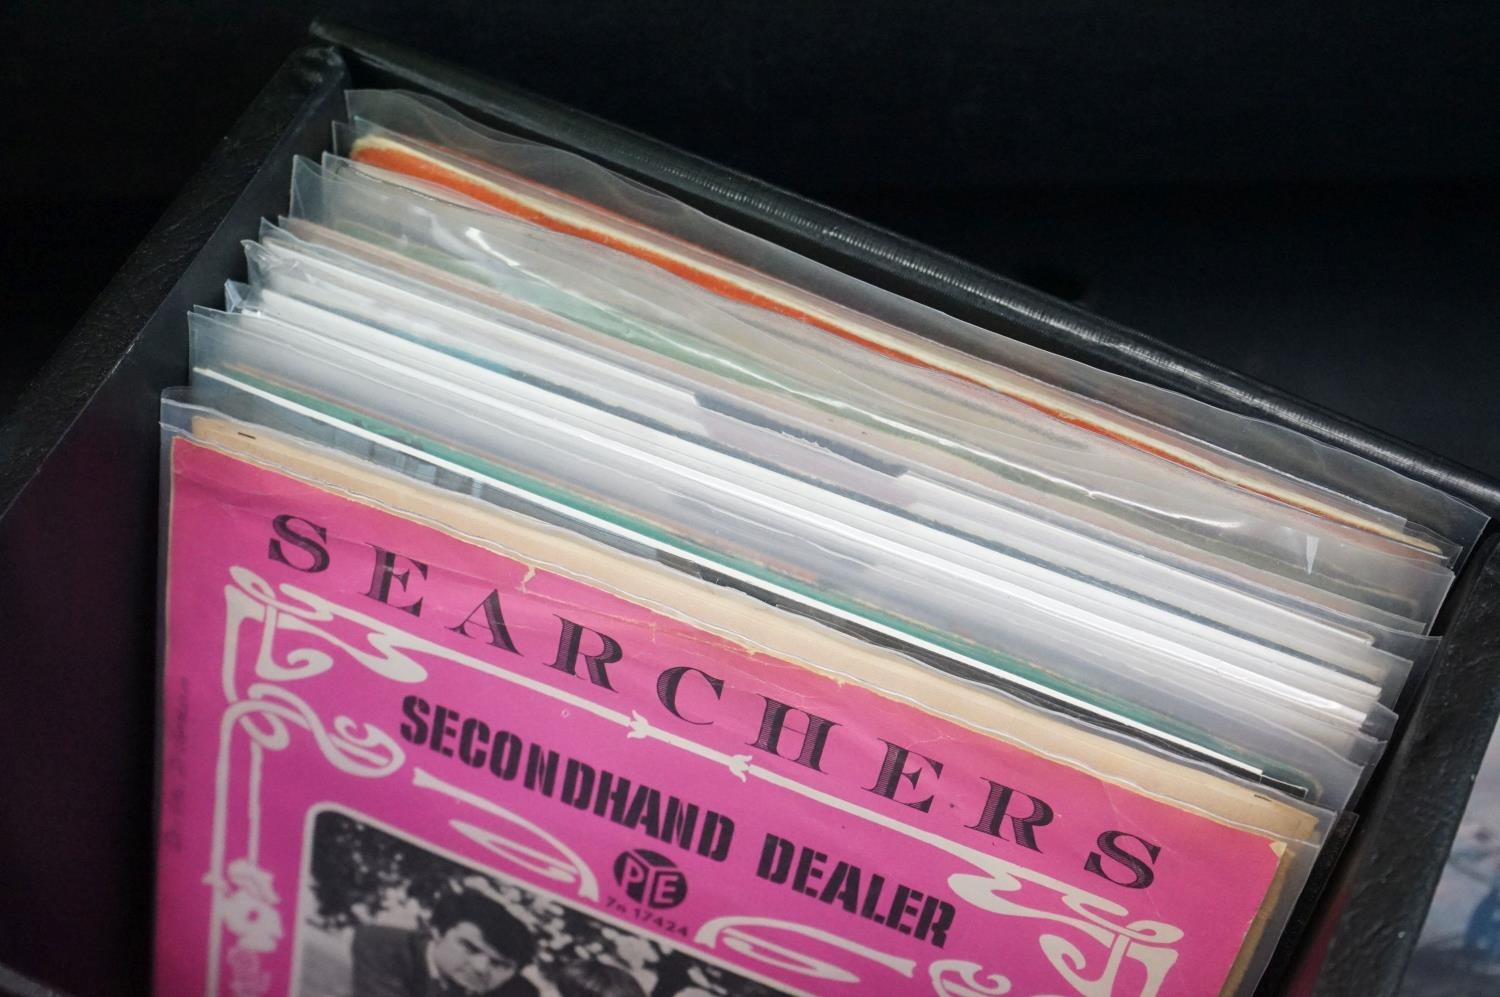 SEARCHERS
SECONDHAND DEALER
PYE
7n 17424